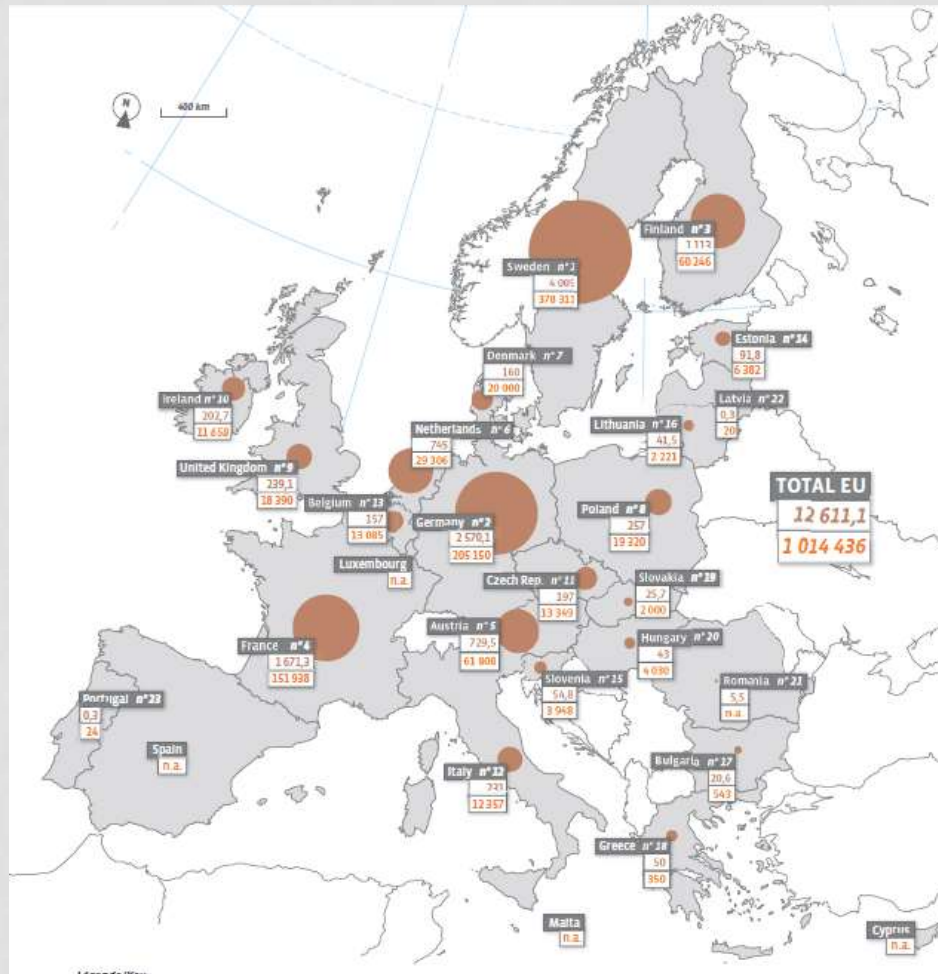 N
400 km
Finland n°3
1 113
60 246
Sweden n°1
4 005
378 311
Estonia n°14
91,8
6 382
Denmark n°7
160
20 000
Latvia n°22
0,3
20
Ireland n°10
202,7
11 658
Lithuania n°16
41,5
2 221
Netherlands n°6
745
29 306
United Kingdom n°9
239,1
18 390
TOTAL EU
12 611,1
1 014 436
Belgium n°13
157
13 085
Germany n°2
2 570,1
205 150
Poland n°8
257
19 320
Luxembourg
n.a.
Czech Rep. n°11
197
13 349
Slovakia n°19
25,7
2 000
Austria n°5
729,5
61 808
Hungary n°20
43
4 030
France n°4
1 671,3
151 938
Slovenia n°15
54,8
3 948
Romania n°21
5,5
n.a.
Portugal n°23
0,3
24
Spain
n.a.
Bulgaria n°17
20,6
543
Italy n°12
231
12 357
Greece n°18
50
350
Malta
n.a.
Cyprus
n.a.